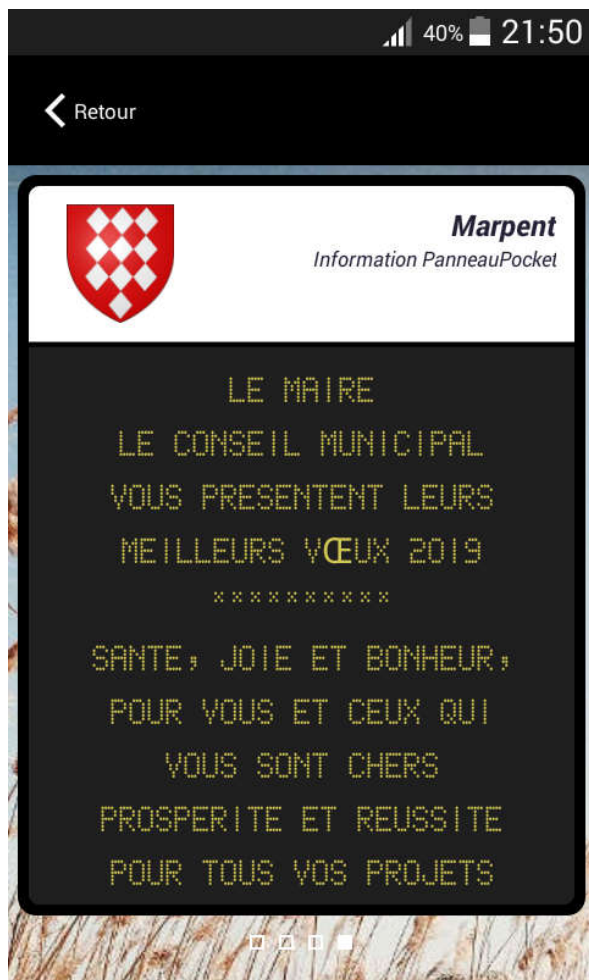 40% 21:50
Retour
Marpent
Information PanneauPocket
LE MAIRE
LE CONSEIL MUNICIPAL
VOUS PRESENTENT LEURS
MEILLEURS VŒUX 2019
**********
SANTE, JOIE ET BONHEUR,
POUR VOUS ET CEUX QUI
VOUS SONT CHERS
PROSPERITE ET REUSSITE
POUR TOUS VOS PROJETS